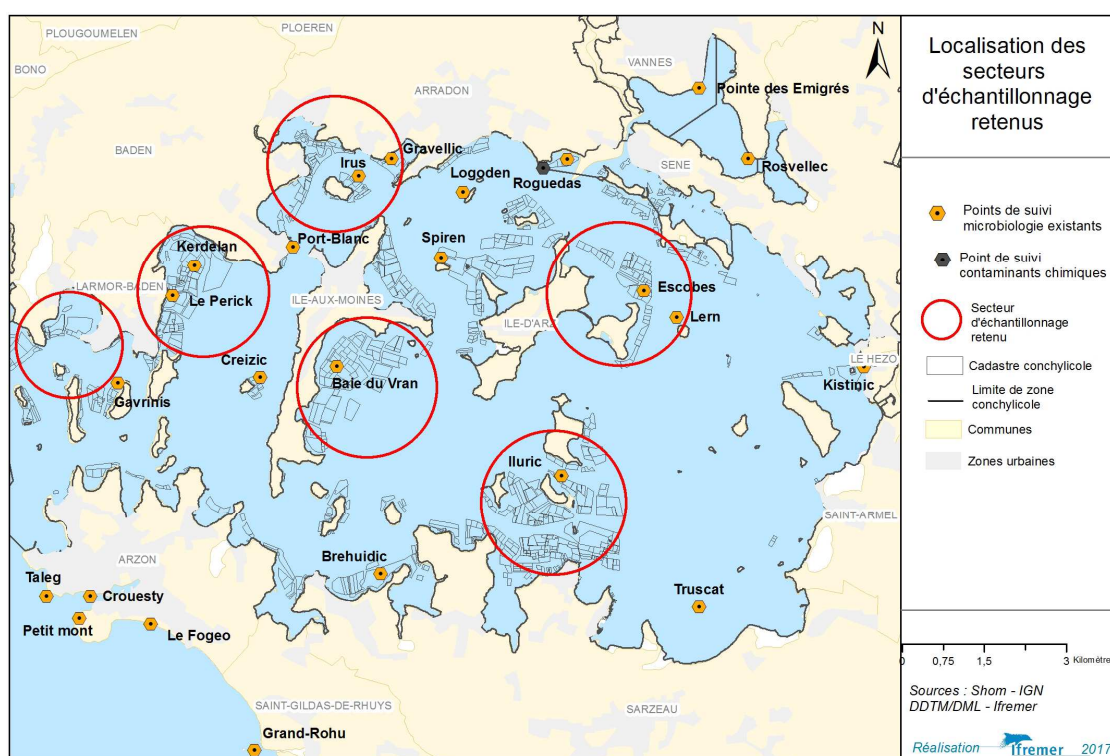 PLOUGOUMELEN
PLOEREN
BONO
VANNES
N
ARRADON
Pointe des Emigrés
BADEN
Gravellic
Irus
Logoden
Roguedas
SENE
Rosvellec
Port-Blanc
Spiren
Kerdelan
LARMOR-BADEN
Le Perick
ILE-AUX-MOINES
Escobes
ILE-D'ARZ
Lern
Creizic
Baie du Vran
LE HEZO
Kistinic
Gavrinis
Iluric
SAINT-ARMEL
ARZON
Brehuidic
Taleg
Crouesty
Truscat
Petit mont
Le Fogeo
SAINT-GILDAS-DE-RHUYS
SARZEAU
Grand-Rohu
Localisation des
secteurs
d'échantillonnage
retenus
Points de suivi
microbiologie existants
Point de suivi
contaminants chimiques
Secteur
d'échantillonnage
retenu
Cadastre conchylicole
Limite de zone
conchylicole
Communes
Zones urbaines
0 0,75 1,5 3 Kilomètre
Sources : Shom - IGN
DDTM/DML - Ifremer
Réalisation Ifremer 2017